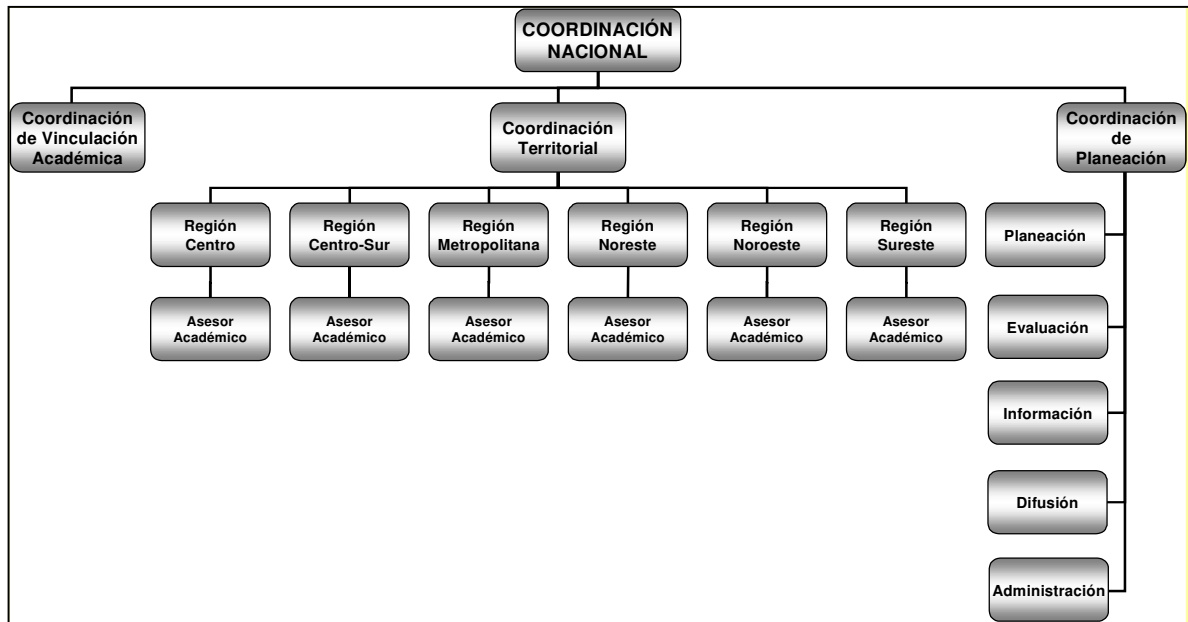 COORDINACIÓN
NACIONAL
Coordinación
de Vinculación
Académica
Coordinación
Territorial
Coordinación
de
Planeación
Región
Centro
Región
Centro-Sur
Región
Metropolitana
Región
Noreste
Región
Noroeste
Región
Sureste
Asesor
Académico
Asesor
Académico
Asesor
Académico
Asesor
Académico
Asesor
Académico
Asesor
Académico
Planeación
Evaluación
Información
Difusión
Administración